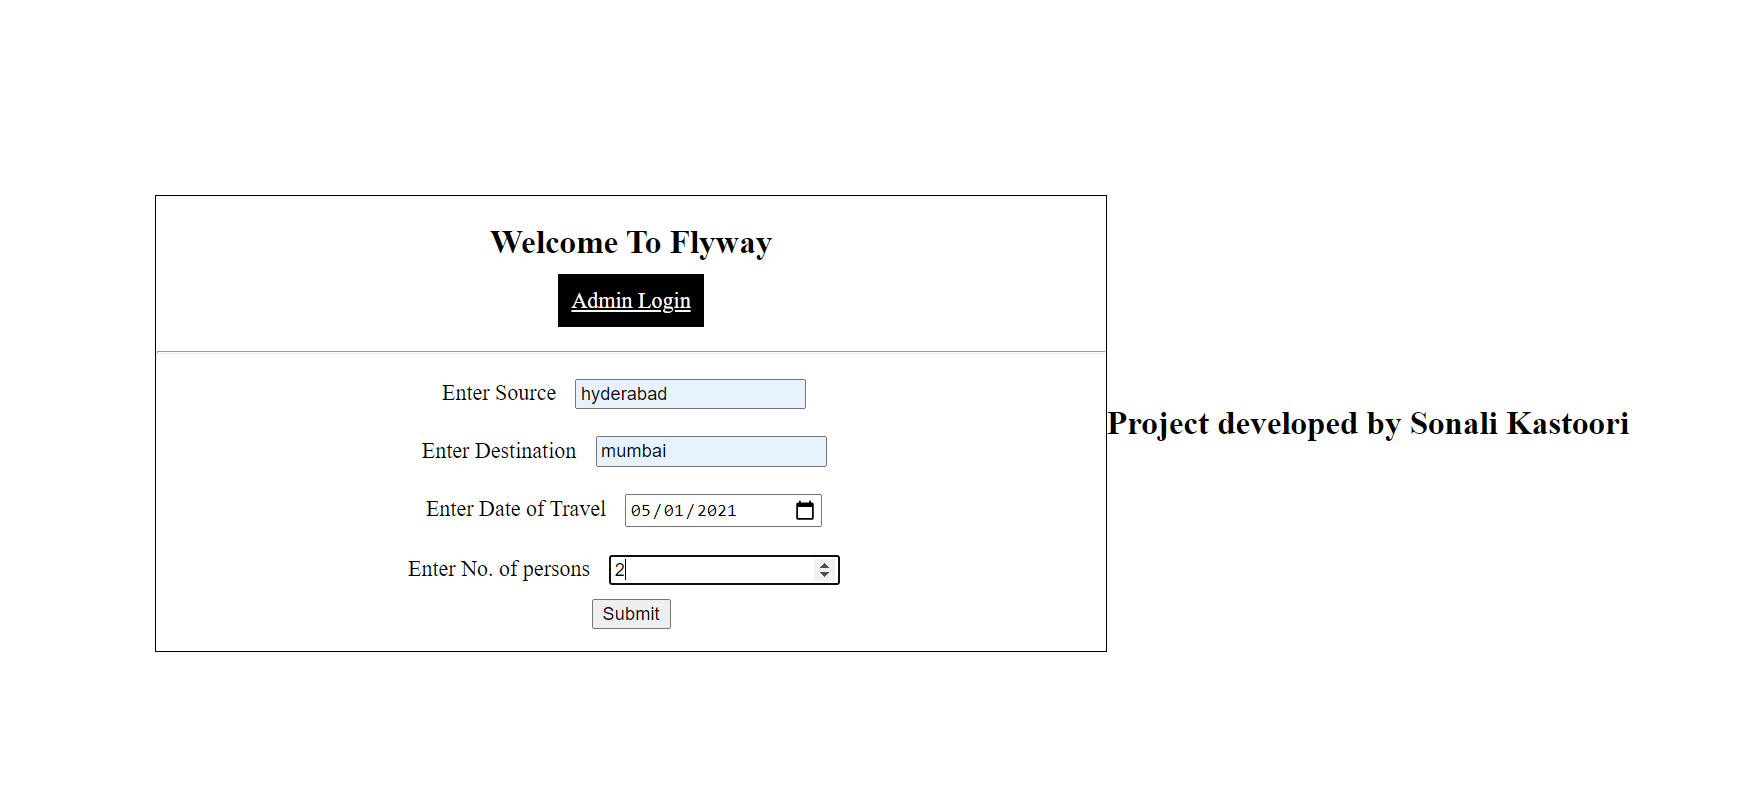 Welcome To Flyway
Admin Login
Enter Source hyderabad
Enter Destination mumbai
Enter Date of Travel 05/01/2021
Enter No. of persons 2
Submit
Project developed by Sonali Kastoori